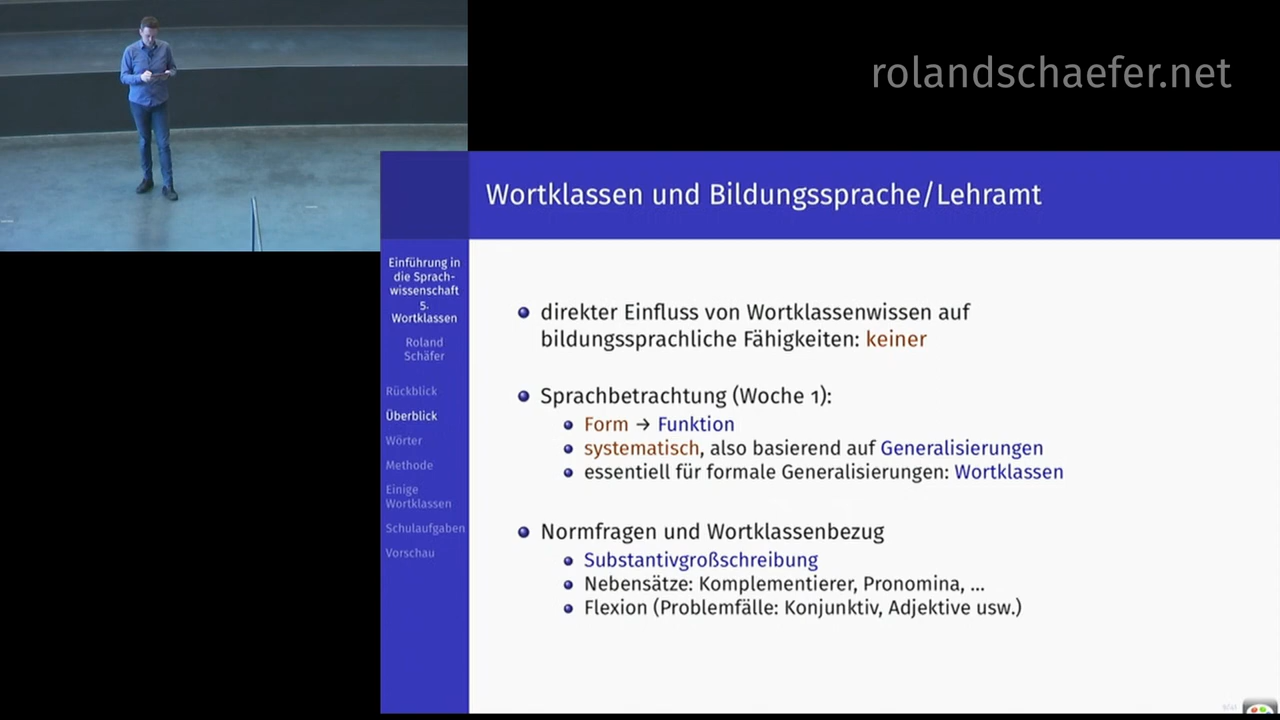 rolandschaefer.net
Wortklassen und Bildungssprache/Lehramt
Einführung in
die Sprach-
wissenschaft
5.
Wortklassen
Roland
Schäfer
Rückblick
Überblick
Wörter
Methode
Einige
Wortklassen
Schulaufgaben
Vorschau
direkter Einfluss von Wortklassenwissen auf
bildungssprachliche Fähigkeiten: keiner
Sprachbetrachtung (Woche 1):
Form → Funktion
systematisch, also basierend auf Generalisierungen
essentiell für formale Generalisierungen: Wortklassen
Normfragen und Wortklassenbezug
Substantivgroßschreibung
Nebensätze: Komplementierer, Pronomina, ...
Flexion (Problemfälle: Konjunktiv, Adjektive usw.)